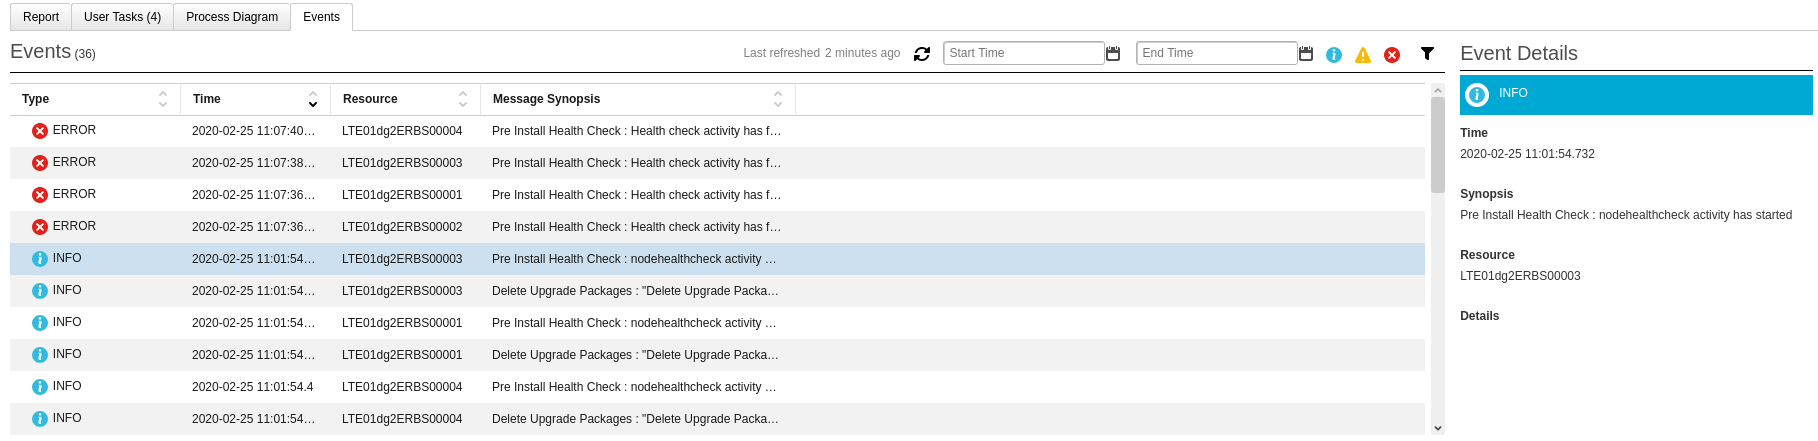 Report User Tasks (4) Process Diagram Events
Events (36) Last refreshed 2 minutes ago Start Time End Time
Type Time Resource Message Synopsis
ERROR 2020-02-25 11:07:40... LTE01dg2ERBS00004 Pre Install Health Check : Health check activity has f...
ERROR 2020-02-25 11:07:38... LTE01dg2ERBS00003 Pre Install Health Check : Health check activity has f...
ERROR 2020-02-25 11:07:36... LTE01dg2ERBS00001 Pre Install Health Check : Health check activity has f...
ERROR 2020-02-25 11:07:36... LTE01dg2ERBS00002 Pre Install Health Check : Health check activity has f...
INFO 2020-02-25 11:01:54... LTE01dg2ERBS00003 Pre Install Health Check : nodehealthcheck activity ...
INFO 2020-02-25 11:01:54... LTE01dg2ERBS00003 Delete Upgrade Packages : "Delete Upgrade Packa...
INFO 2020-02-25 11:01:54... LTE01dg2ERBS00001 Pre Install Health Check : nodehealthcheck activity ...
INFO 2020-02-25 11:01:54... LTE01dg2ERBS00001 Delete Upgrade Packages : "Delete Upgrade Packa...
INFO 2020-02-25 11:01:54.4 LTE01dg2ERBS00004 Pre Install Health Check : nodehealthcheck activity ...
INFO 2020-02-25 11:01:54... LTE01dg2ERBS00004 Delete Upgrade Packages : "Delete Upgrade Packa...
Event Details
INFO
Time
2020-02-25 11:01:54.732
Synopsis
Pre Install Health Check : nodehealthcheck activity has started
Resource
LTE01dg2ERBS00003
Details